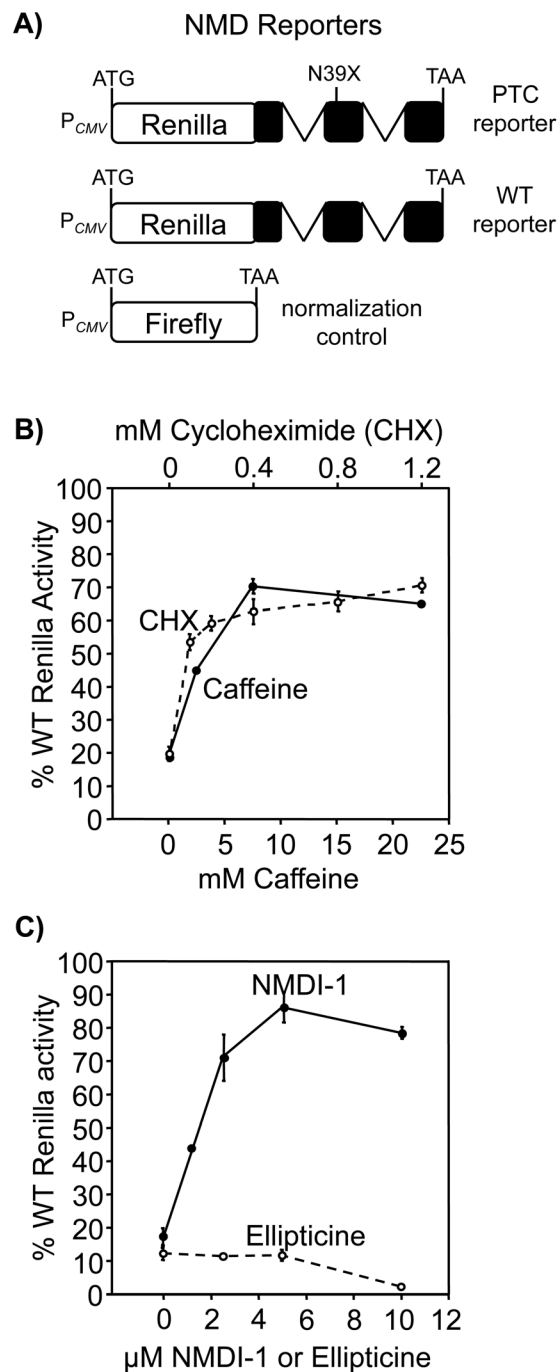 A)
NMD Reporters
ATG N39X TAA
P CMV Renilla
PTC
reporter
ATG TAA
P CMV Renilla
WT
reporter
ATG TAA
P CMV Firefly
normalization
control
B)
mM Cycloheximide (CHX)
0 0.4 0.8 1.2
% WT Renilla Activity
100
90
80
70
60
50
40
30
20
10
0
CHX
Caffeine
0 5 10 15 20 25
mM Caffeine
C)
% WT Renilla activity
100
90
80
70
60
50
40
30
20
10
0
NMDI-1
Ellipticine
0 2 4 6 8 10 12
µM NMDI-1 or Ellipticine